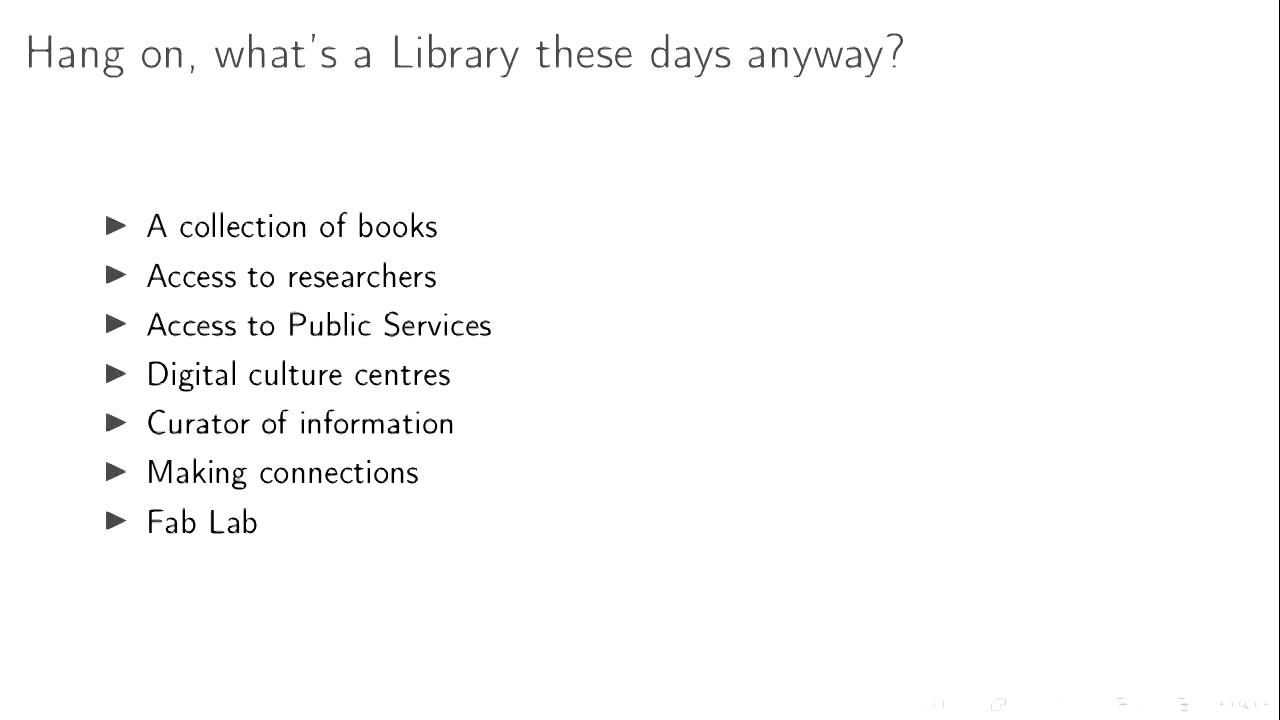 Hang on, what's a Library these days anyway?
A collection of books
Access to researchers
Access to Public Services
Digital culture centres
Curator of information
Making connections
Fab Lab